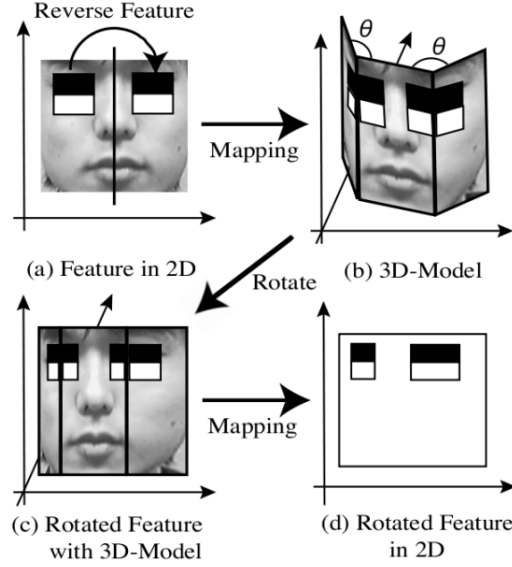 Reverse Feature
θ
θ
Mapping
(a) Feature in 2D
(b) 3D-Model
Rotate
Mapping
(c) Rotated Feature
with 3D-Model
(d) Rotated Feature
in 2D